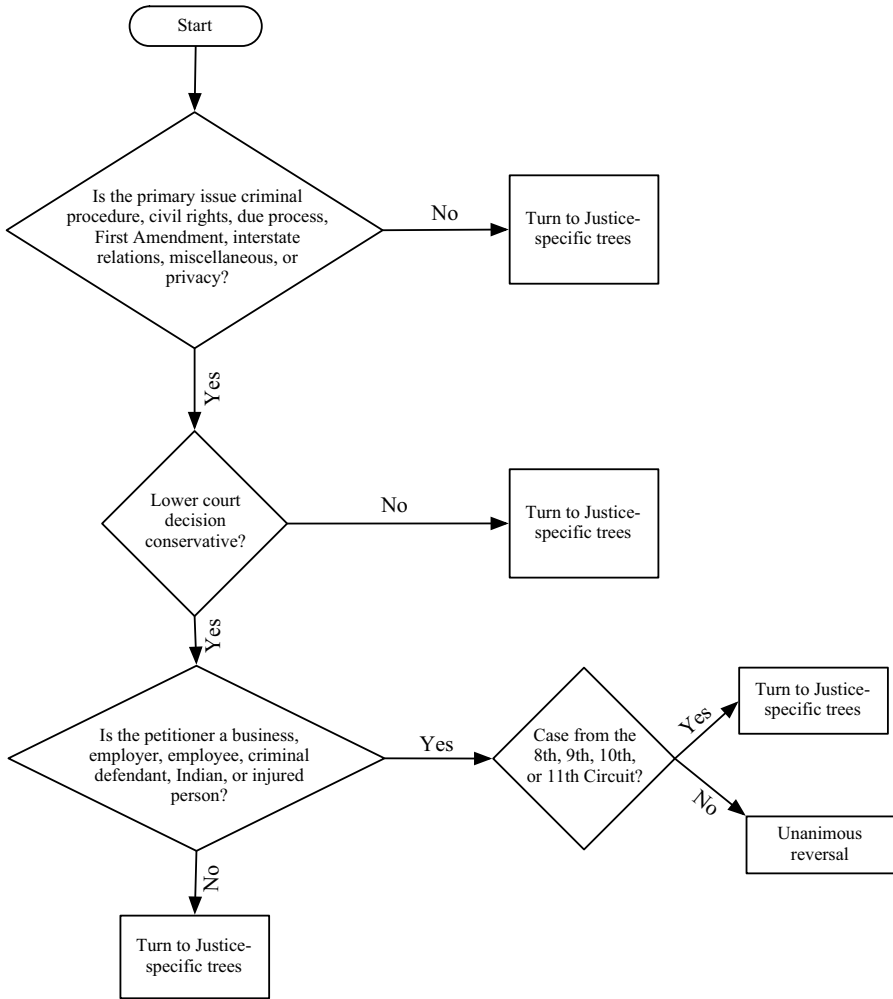 Start
Is the primary issue criminal
procedure, civil rights, due process,
First Amendment, interstate
relations, miscellaneous, or
privacy?
No
Turn to Justice-
specific trees
Yes
Lower court
decision
conservative?
No
Turn to Justice-
specific trees
Yes
Is the petitioner a business,
employer, employee, criminal
defendant, Indian, or injured
person?
Yes
Case from the
8th, 9th, 10th,
or 11th Circuit?
Yes
Turn to Justice-
specific trees
No
Unanimous
reversal
No
Turn to Justice-
specific trees